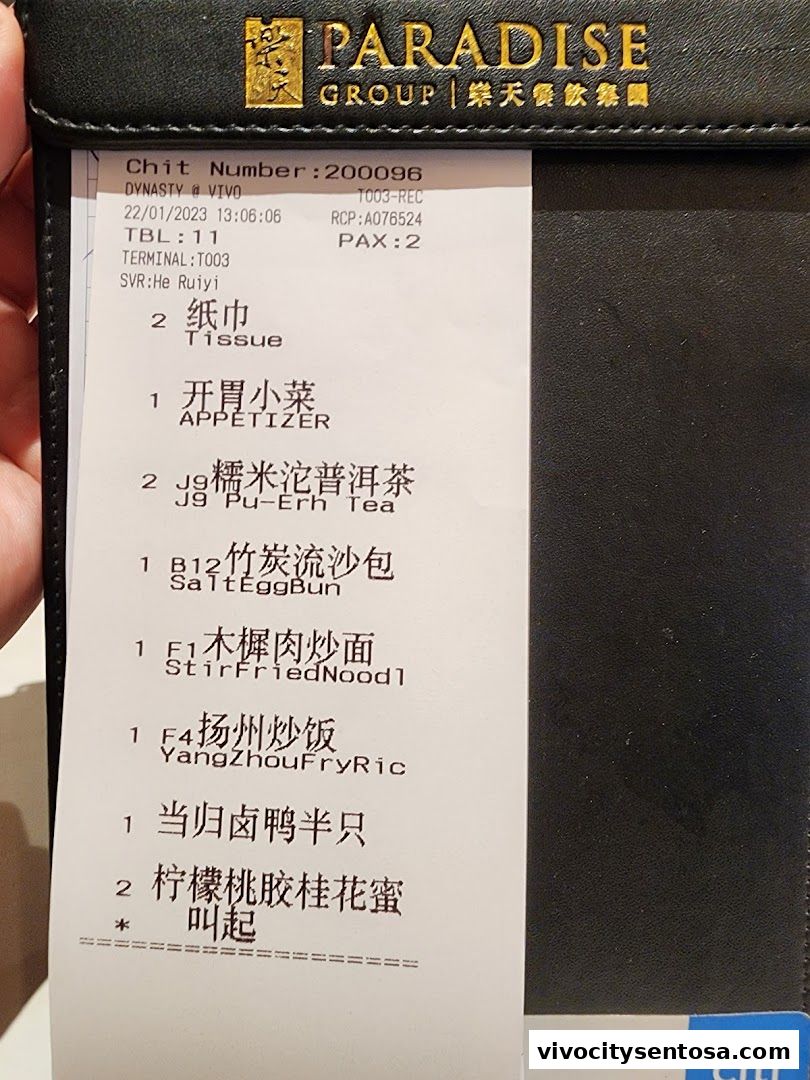 樂天
PARADISE
GROUP | 樂天餐飲集團
Chit Number:200096
DYNASTY @ VIVO T003-REC
22/01/2023 13:06:06 RCP:A076524
TBL:11 PAX:2
TERMINAL:T003
SVR:He Ruiyi
2 纸巾
Tissue
1 开胃小菜
APPETIZER
2 J9糯米沱普洱茶
J9 Pu-Erh Tea
1 B12竹炭流沙包
SaltEggBun
1 F1木樨肉炒面
StirFriedNoodl
1 F4扬州炒饭
YangZhouFryRic
1 当归卤鸭半只
2 柠檬桃胶桂花蜜
* 叫起
citi
vivocitysentosa.com